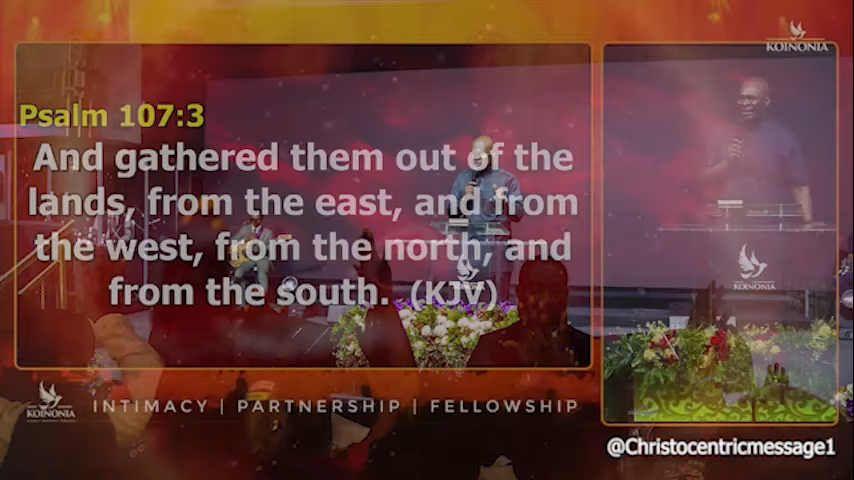 KOINONIA
Psalm 107:3
And gathered them out of the
lands, from the east, and from
the west, from the north, and
from the south. (KJV)
KOINONIA
KOINONIA
INTIMACY | PARTNERSHIP | FELLOWSHIP
@Christocentricmessage1